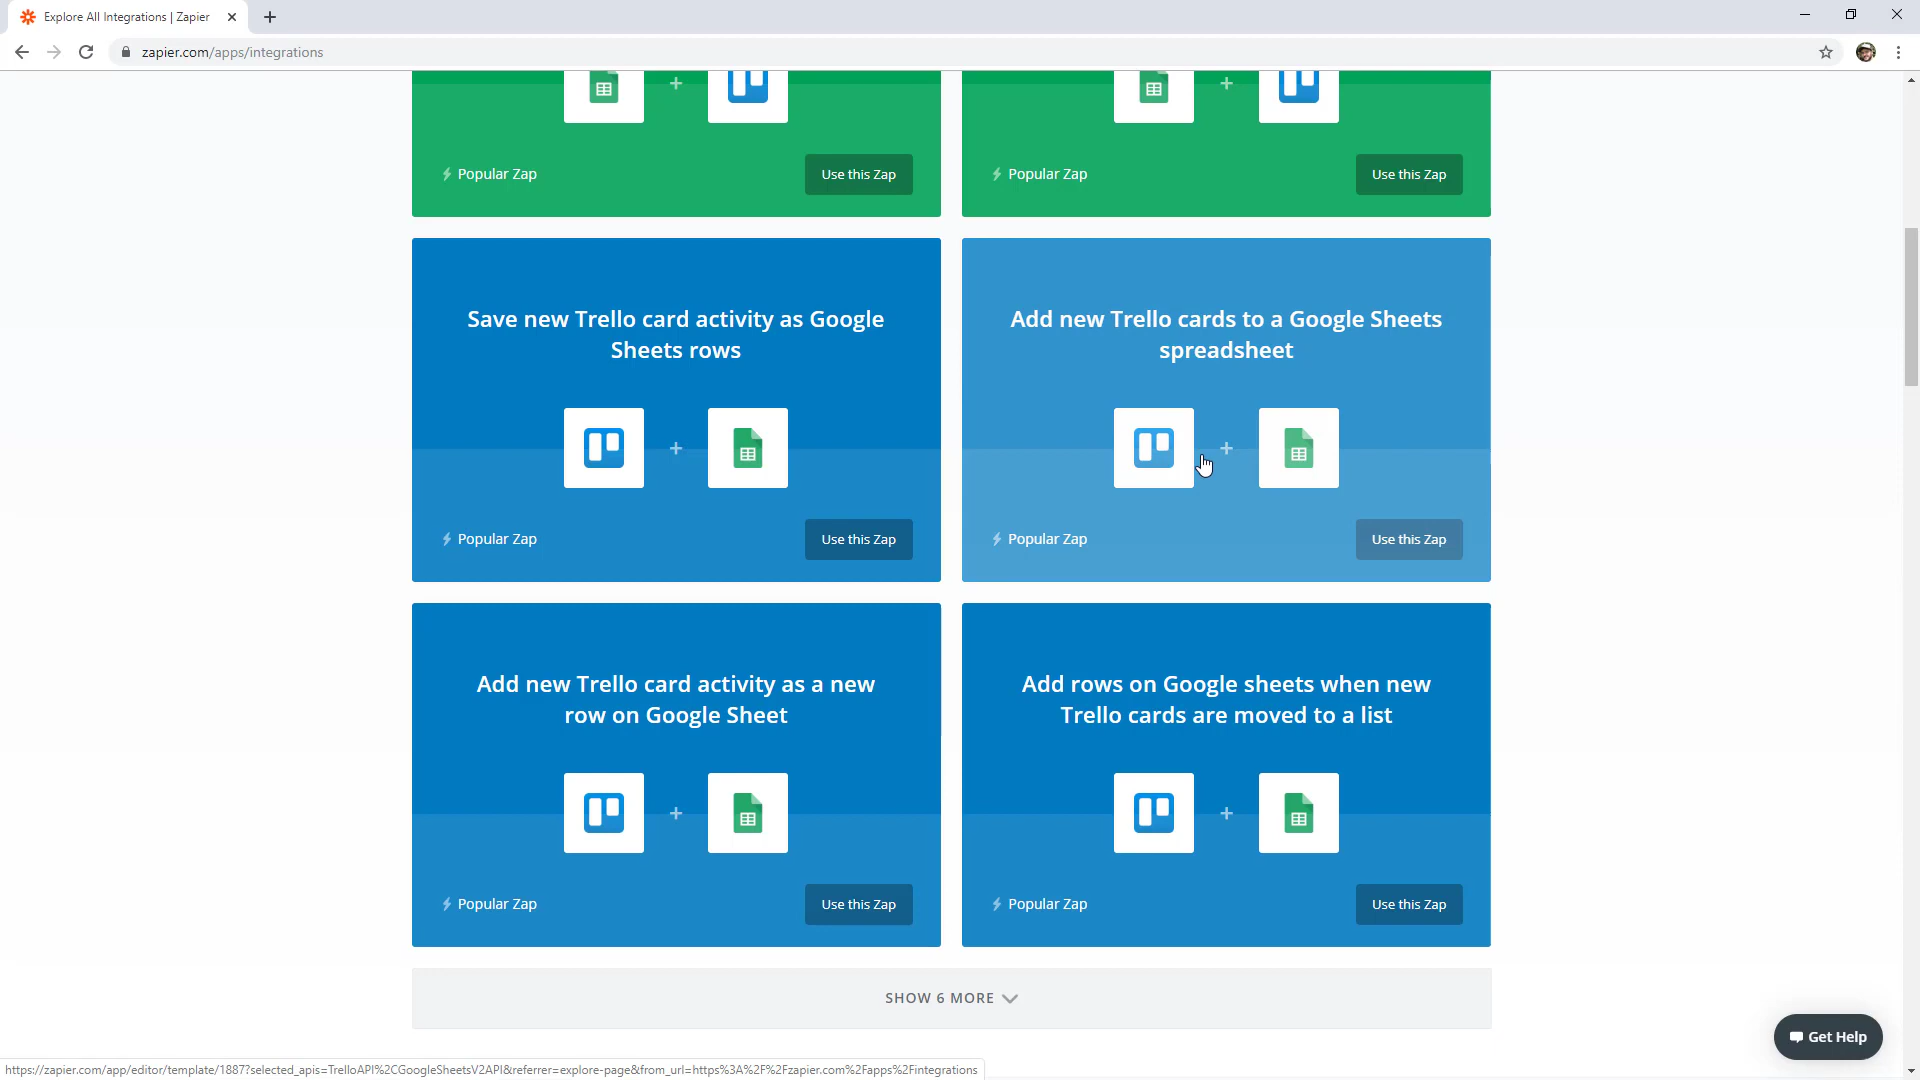 Explore All Integrations | Zapier
zapier.com/apps/integrations
Popular Zap
Use this Zap
Popular Zap
Use this Zap
Save new Trello card activity as Google
Sheets rows
Popular Zap
Use this Zap
Add new Trello cards to a Google Sheets
spreadsheet
Popular Zap
Use this Zap
Add new Trello card activity as a new
row on Google Sheet
Popular Zap
Use this Zap
Add rows on Google sheets when new
Trello cards are moved to a list
Popular Zap
Use this Zap
SHOW 6 MORE
Get Help
https://zapier.com/app/editor/template/1887?selected_apis=TrelloAPI%2CGoogleSheetsV2API&referrer=explore-page&from_url=https%3A%2F%2Fzapier.com%2Fapps%2Fintegrations